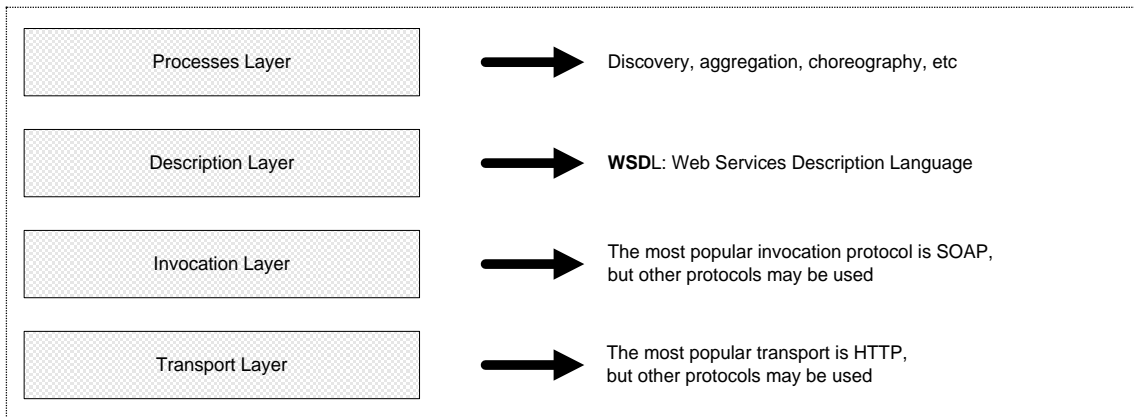 Processes Layer
Discovery, aggregation, choreography, etc
Description Layer
WSDL: Web Services Description Language
Invocation Layer
The most popular invocation protocol is SOAP,
but other protocols may be used
Transport Layer
The most popular transport is HTTP,
but other protocols may be used